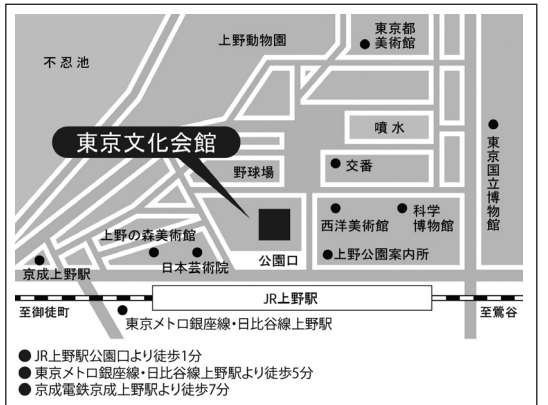 上野動物園
東京都
美術館
不忍池
噴水
東京文化会館
交番
野球場
東京国立博物館
西洋美術館
科学
博物館
上野の森美術館
日本芸術院
公園口
上野公園案内所
京成上野駅
JR上野駅
至御徒町
至鶯谷
東京メトロ銀座線・日比谷線上野駅
●JR上野駅公園口より徒歩1分
●東京メトロ銀座線・日比谷線上野駅より徒歩5分
●京成電鉄京成上野駅より徒歩7分